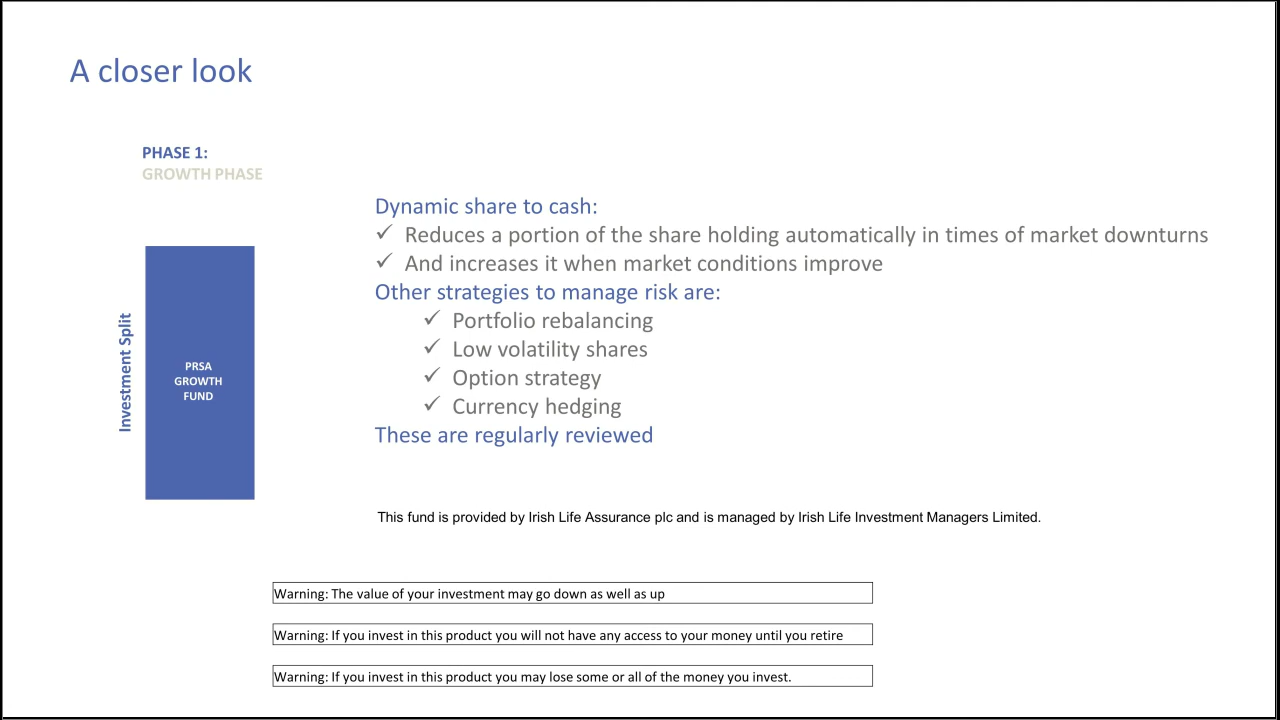 A closer look
PHASE 1:
GROWTH PHASE
Investment Split
PRSA
GROWTH
FUND
Dynamic share to cash:
✓ Reduces a portion of the share holding automatically in times of market downturns
✓ And increases it when market conditions improve
Other strategies to manage risk are:
✓ Portfolio rebalancing
✓ Low volatility shares
✓ Option strategy
✓ Currency hedging
These are regularly reviewed
This fund is provided by Irish Life Assurance plc and is managed by Irish Life Investment Managers Limited.
Warning: The value of your investment may go down as well as up
Warning: If you invest in this product you will not have any access to your money until you retire
Warning: If you invest in this product you may lose some or all of the money you invest.